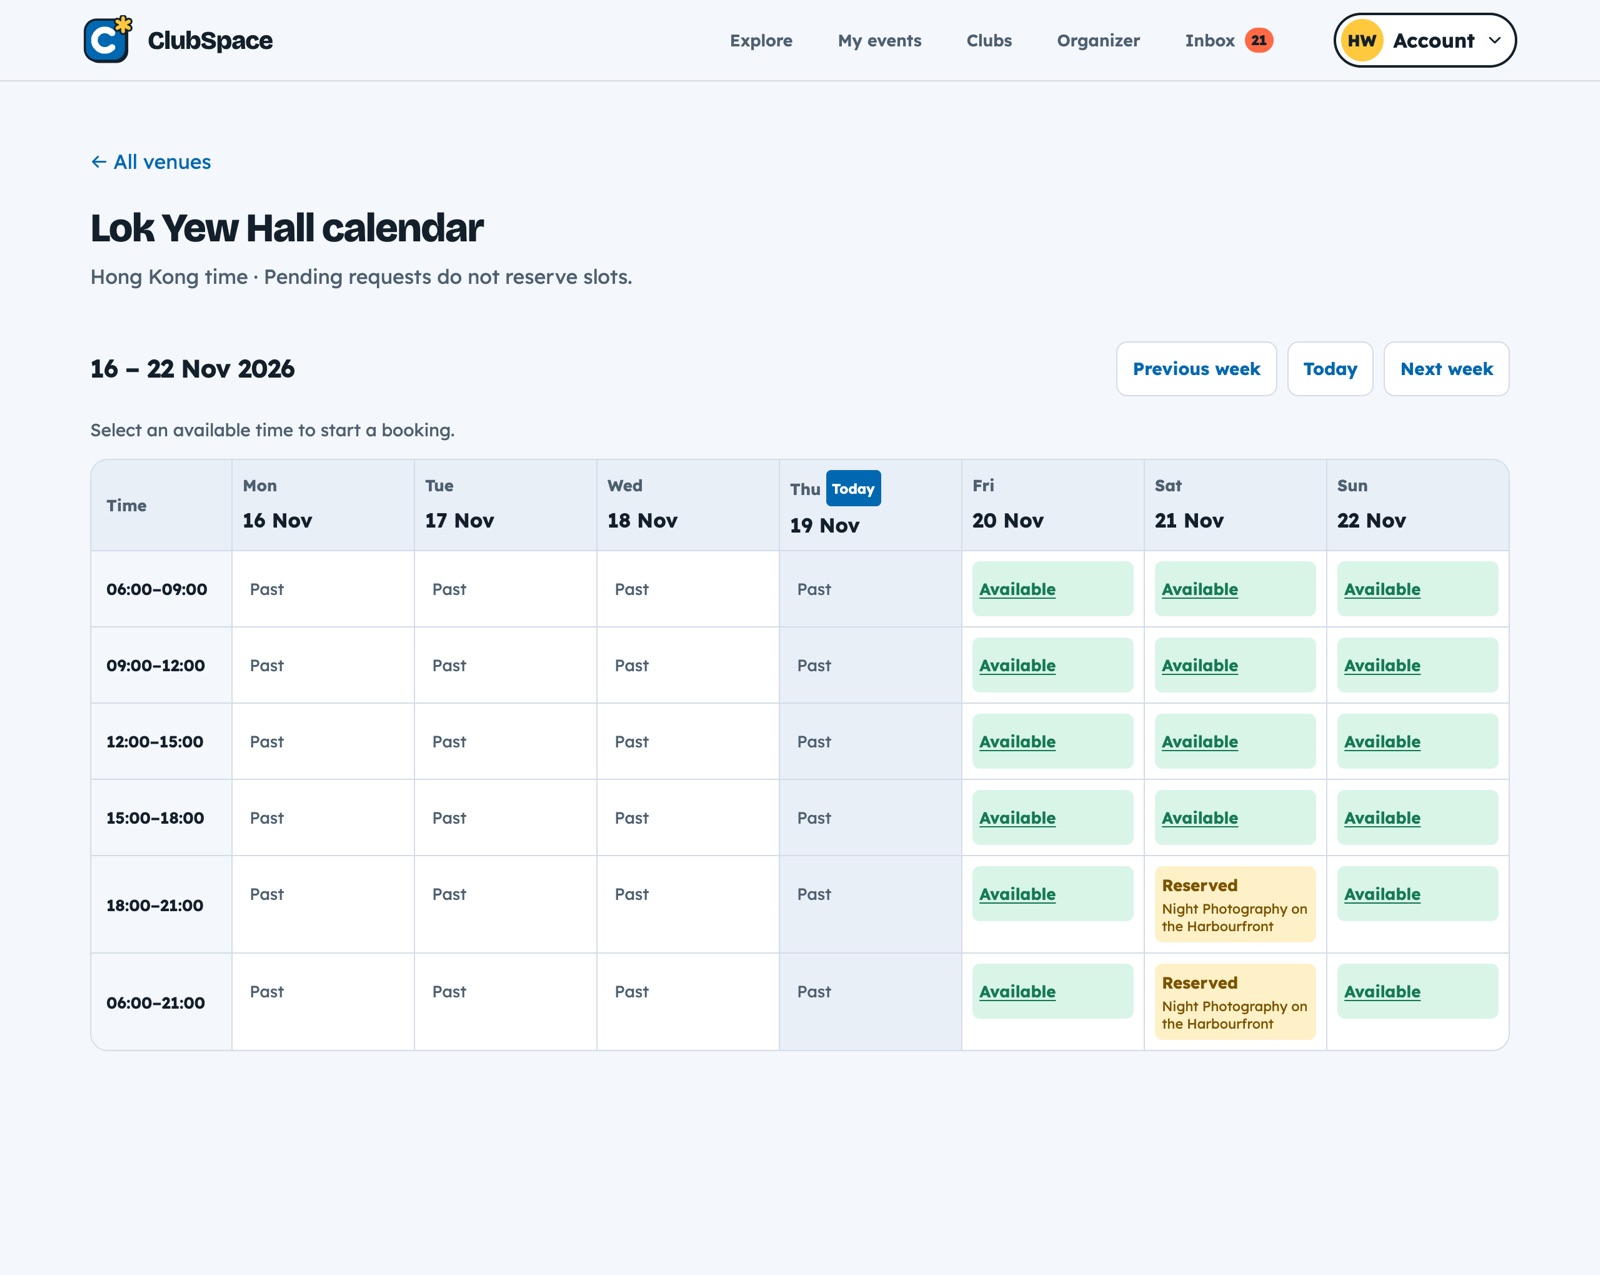 C ClubSpace
Explore My events Clubs Organizer Inbox 21 HW Account
← All venues
Lok Yew Hall calendar
Hong Kong time · Pending requests do not reserve slots.
16 – 22 Nov 2026 Previous week Today Next week
Select an available time to start a booking.
Time Mon Tue Wed Thu Today Fri Sat Sun
16 Nov 17 Nov 18 Nov 19 Nov 20 Nov 21 Nov 22 Nov
06:00–09:00 Past Past Past Past Available Available Available
09:00–12:00 Past Past Past Past Available Available Available
12:00–15:00 Past Past Past Past Available Available Available
15:00–18:00 Past Past Past Past Available Available Available
18:00–21:00 Past Past Past Past Available Reserved Available
Night Photography on
the Harbourfront
06:00–21:00 Past Past Past Past Available Reserved Available
Night Photography on
the Harbourfront